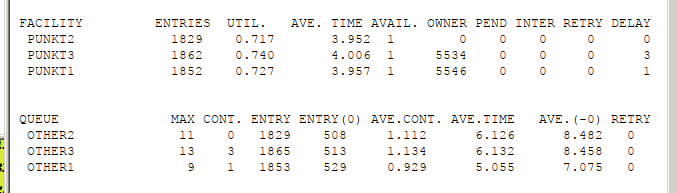 FACILITY ENTRIES UTIL. AVE. TIME AVAIL. OWNER PEND INTER RETRY DELAY
PUNKT2 1829 0.717 3.952 1 0 0 0 0 0
PUNKT3 1862 0.740 4.006 1 5534 0 0 0 3
PUNKT1 1852 0.727 3.957 1 5546 0 0 0 1
QUEUE MAX CONT. ENTRY ENTRY(0) AVE.CONT. AVE.TIME AVE.(-0) RETRY
OTHER2 11 0 1829 508 1.112 6.126 8.482 0
OTHER3 13 3 1865 513 1.134 6.132 8.458 0
OTHER1 9 1 1853 529 0.929 5.055 7.075 0